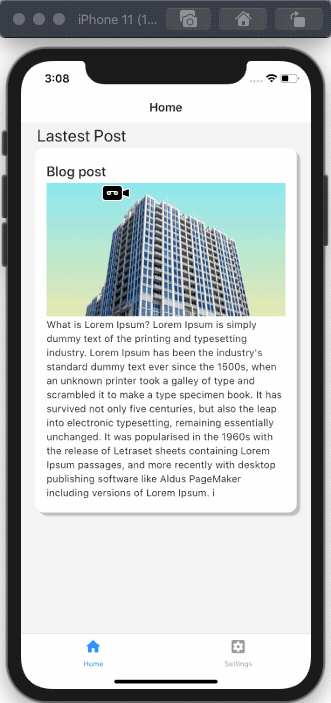 iPhone 11 (1...
3:08
Home
Lastest Post
Blog post
What is Lorem Ipsum? Lorem Ipsum is simply
dummy text of the printing and typesetting
industry. Lorem Ipsum has been the industry's
standard dummy text ever since the 1500s, when
an unknown printer took a galley of type and
scrambled it to make a type specimen book. It has
survived not only five centuries, but also the leap
into electronic typesetting, remaining essentially
unchanged. It was popularised in the 1960s with
the release of Letraset sheets containing Lorem
Ipsum passages, and more recently with desktop
publishing software like Aldus PageMaker
including versions of Lorem Ipsum. i
Home
Settings